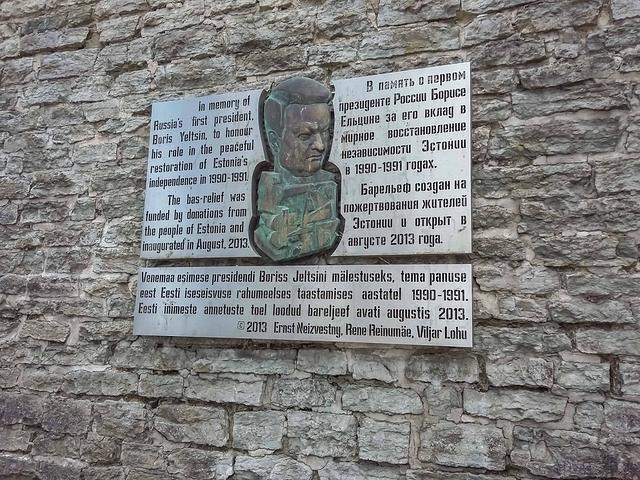 In memory of
Russia's first president,
Boris Yeltsin, to honour
his role in the peaceful
restoration of Estonia's
independence in 1990-1991.
The bas-relief was
funded by donations from
the people of Estonia and
inaugurated in August, 2013.
В память о первом
президенте России Борисе
Ельцине за его вклад в
мирное восстановление
независимости Эстонии
в 1990-1991 годах.
Барельеф создан на
пожертвования жителей
Эстонии и открыт в
августе 2013 года.
Venemaa esimese presidendi Boriss Jeltsini mälestuseks, tema panuse
eest Eesti iseseisvuse rahumeelses taastamises aastatel 1990-1991.
Eesti inimeste annetuste toel loodud bareljeef avati augustis 2013.
© 2013 Ernst Neizvestny, Rene Reinumäe, Viljar Lohu